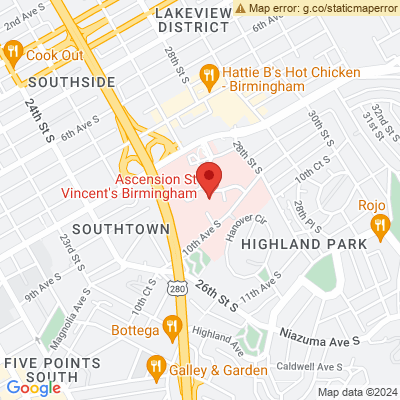 Map error: g.co/staticmaperror
LAKEVIEW
DISTRICT
2nd Ave S
Cook Out
28th St S
Hattie B's Hot Chicken
- Birmingham
SOUTHSIDE
24th St S
6th Ave S
30th St S
32nd St S
31st St
28th St S
10th Ct S
Ascension St
Vincent's Birmingham
28th Pl S
Rojo
SOUTHTOWN
23rd St S
10th Ave S
Hanover Cir
HIGHLAND PARK
9th Ave S
10th Ct S
280
11th Ave S
26th St S
Magnolia Ave S
Bottega
Highland
Ave
Niazuma Ave S
FIVE POINTS
SOUTH
Galley & Garden
Caldwell Ave S
Google
Map data ©2024